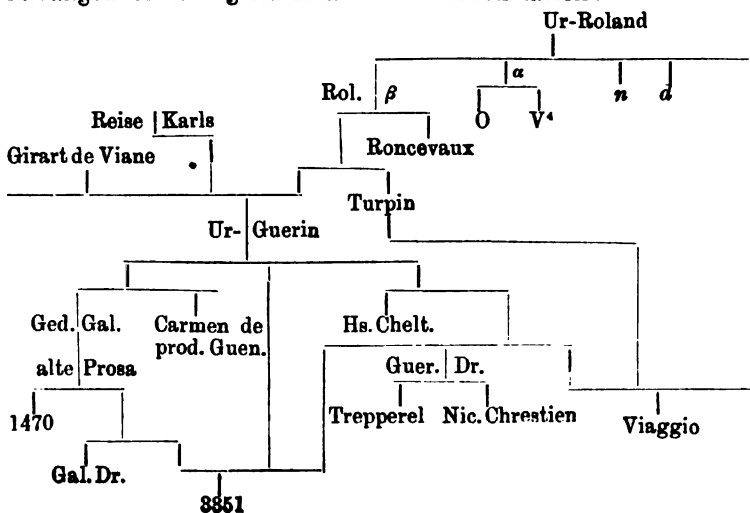 Ur-Roland
Rol. β α n d
Reise Karls O V⁴
Roncevaux
Girart de Viane
Turpin
Ur- Guerin
Ged. Gal. Carmen de Hs. Chelt.
prod. Guen.
alte Prosa Guer. Dr.
1470 Trepperel Nic. Chrestien Viaggio
Gal. Dr.
3351